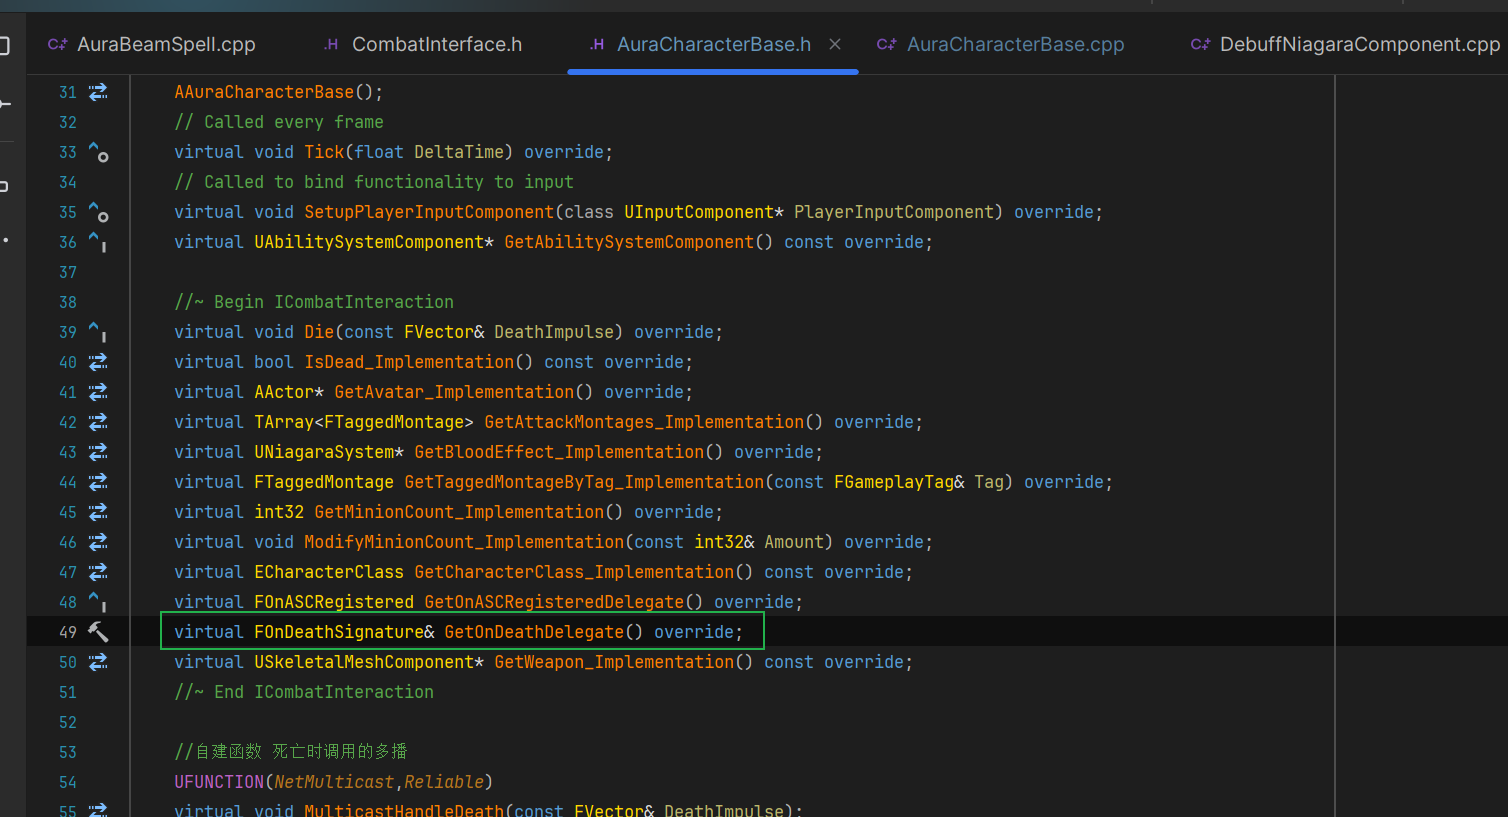 C++ AuraBeamSpell.cpp .H CombatInterface.h .H AuraCharacterBase.h × C++ AuraCharacterBase.cpp C++ DebuffNiagaraComponent.cpp
31 AAuraCharacterBase();
32 // Called every frame
33 virtual void Tick(float DeltaTime) override;
34 // Called to bind functionality to input
35 virtual void SetupPlayerInputComponent(class UInputComponent* PlayerInputComponent) override;
36 virtual UAbilitySystemComponent* GetAbilitySystemComponent() const override;
37
38 //~ Begin ICombatInteraction
39 virtual void Die(const FVector& DeathImpulse) override;
40 virtual bool IsDead_Implementation() const override;
41 virtual AActor* GetAvatar_Implementation() override;
42 virtual TArray<FTaggedMontage> GetAttackMontages_Implementation() override;
43 virtual UNiagaraSystem* GetBloodEffect_Implementation() override;
44 virtual FTaggedMontage GetTaggedMontageByTag_Implementation(const FGameplayTag& Tag) override;
45 virtual int32 GetMinionCount_Implementation() override;
46 virtual void ModifyMinionCount_Implementation(const int32& Amount) override;
47 virtual ECharacterClass GetCharacterClass_Implementation() const override;
48 virtual FOnASCRegistered GetOnASCRegisteredDelegate() override;
49 virtual FOnDeathSignature& GetOnDeathDelegate() override;
50 virtual USkeletalMeshComponent* GetWeapon_Implementation() const override;
51 //~ End ICombatInteraction
52
53 //自建函数 死亡时调用的多播
54 UFUNCTION(NetMulticast,Reliable)
55 virtual void MulticastHandleDeath(const FVector& DeathImpulse);